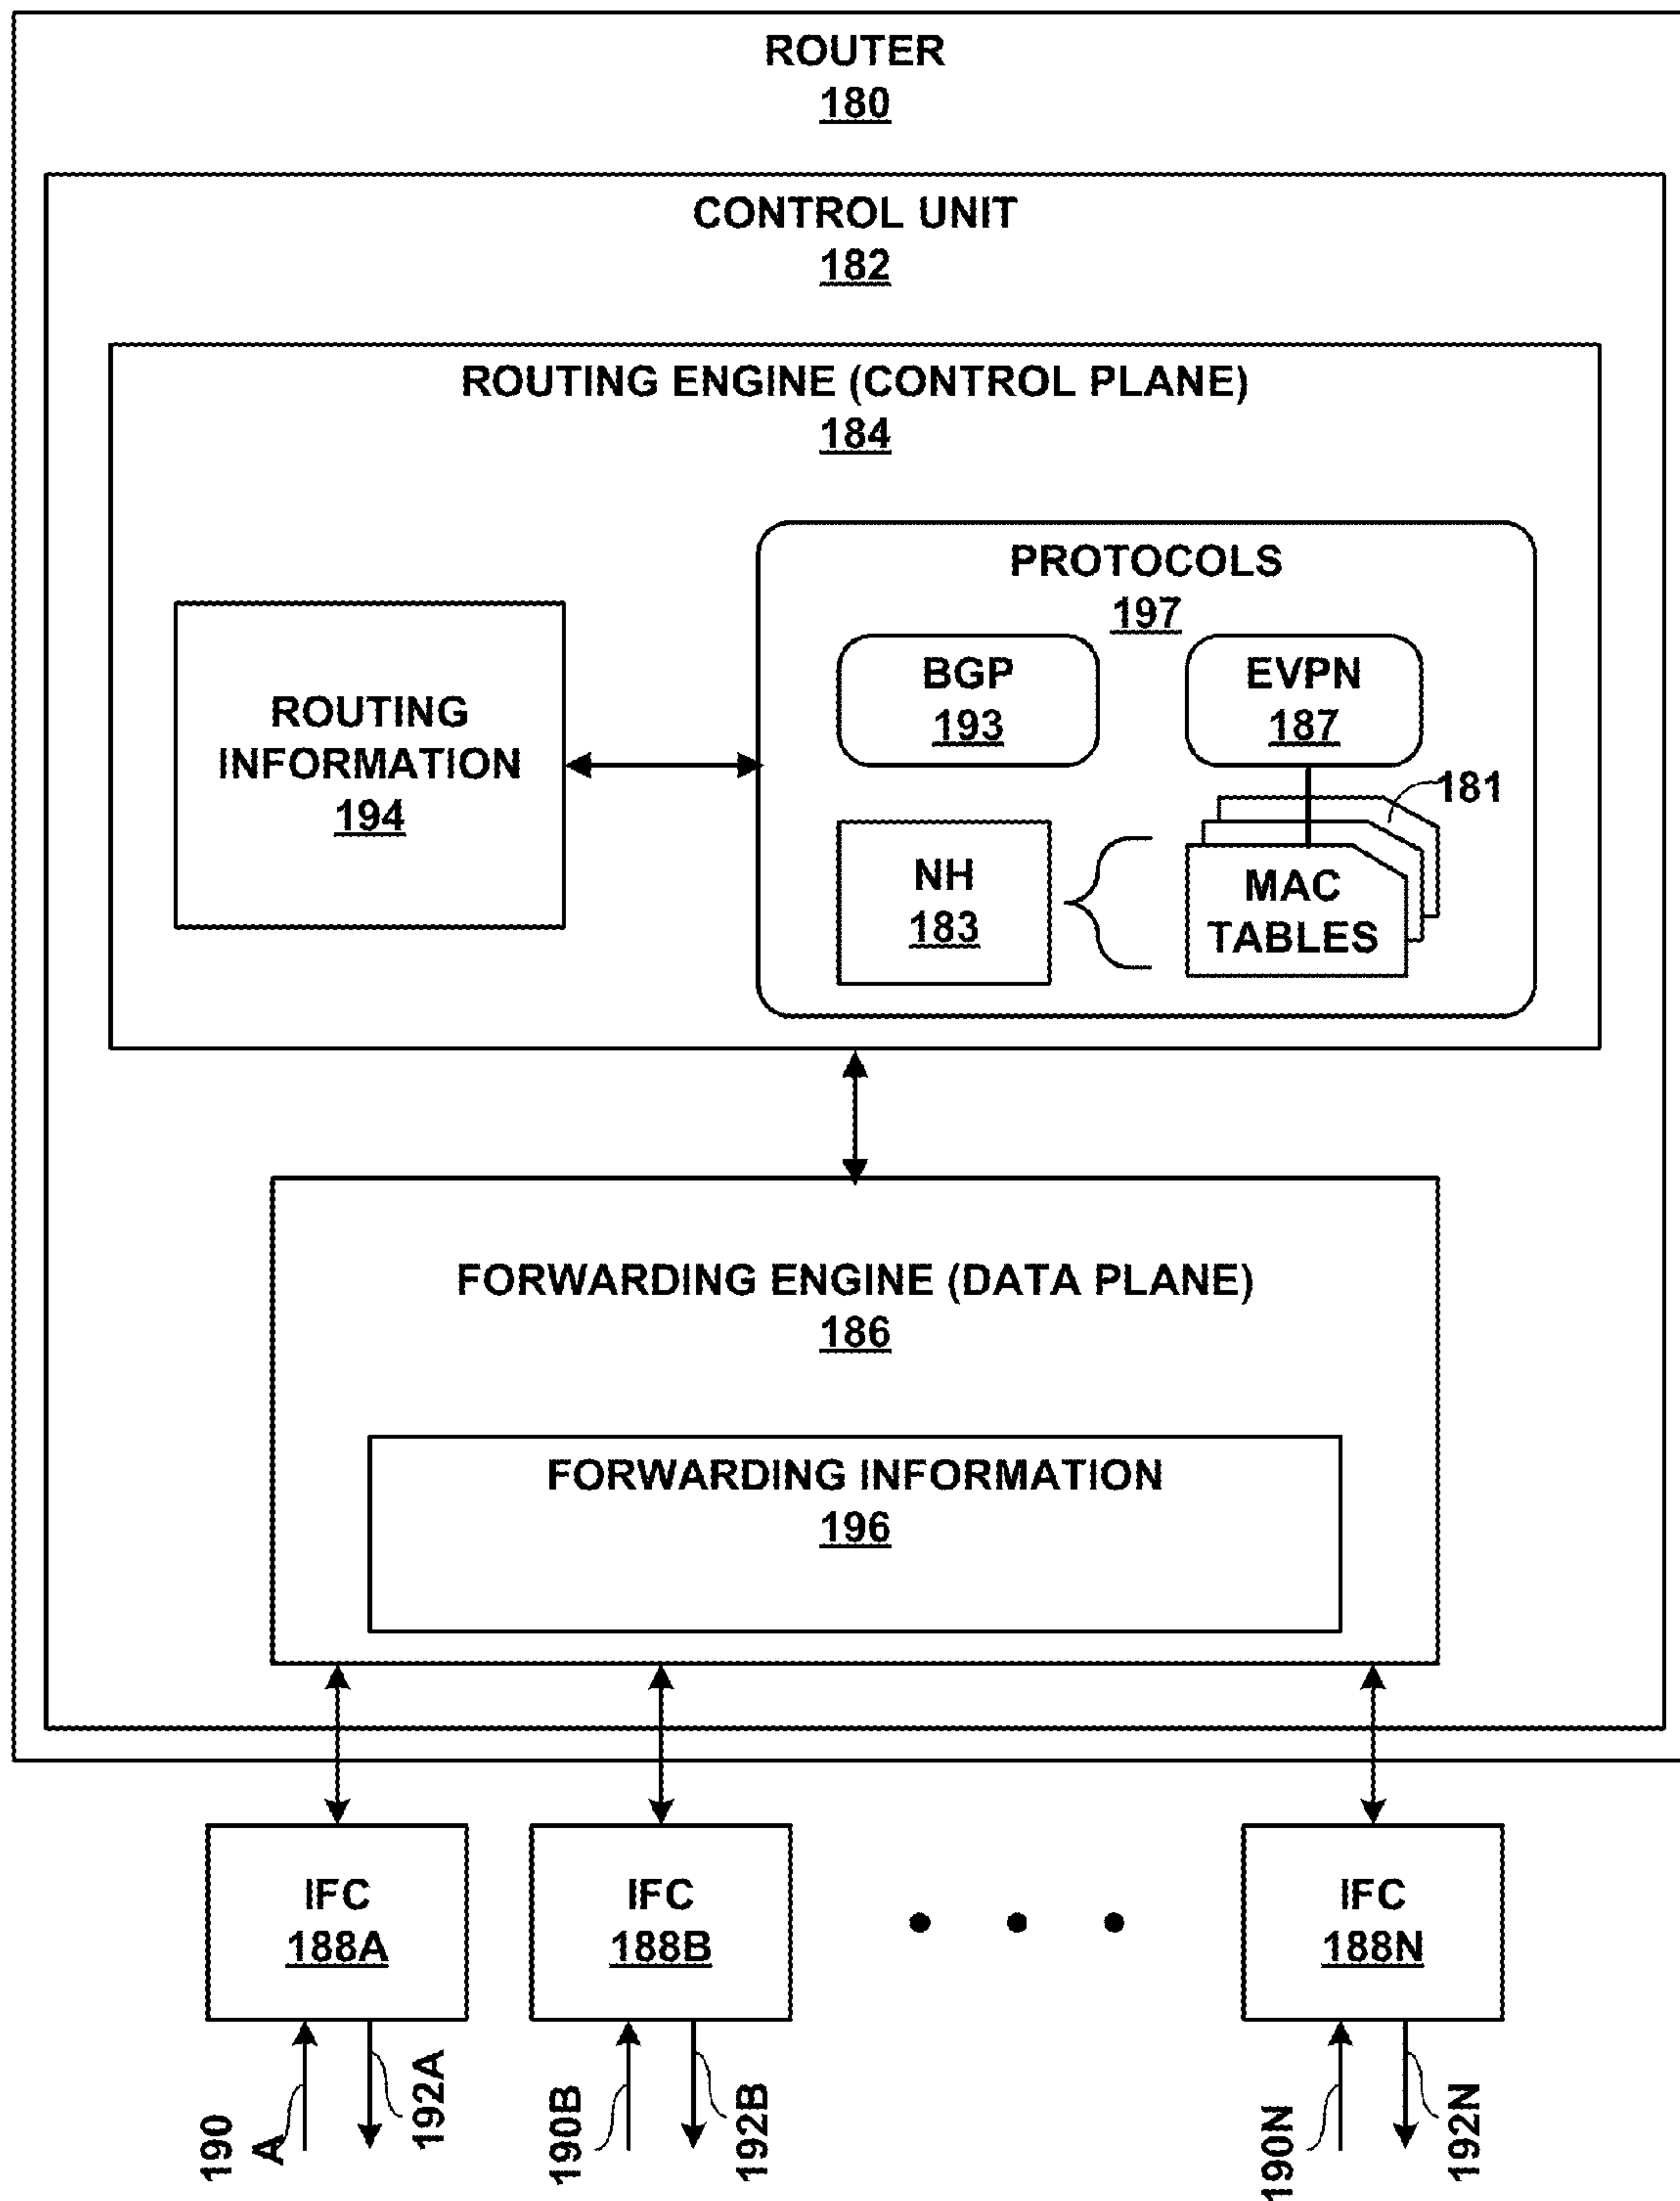 ROUTER
180
CONTROL UNIT
182
ROUTING ENGINE (CONTROL PLANE)
184
PROTOCOLS
197
BGP
193
EVPN
187
ROUTING
INFORMATION
194
181
NH
183
MAC
TABLES
FORWARDING ENGINE (DATA PLANE)
186
FORWARDING INFORMATION
196
IFC
188A
IFC
188B
IFC
188N
190
A
192A
190B
192B
190N
192N